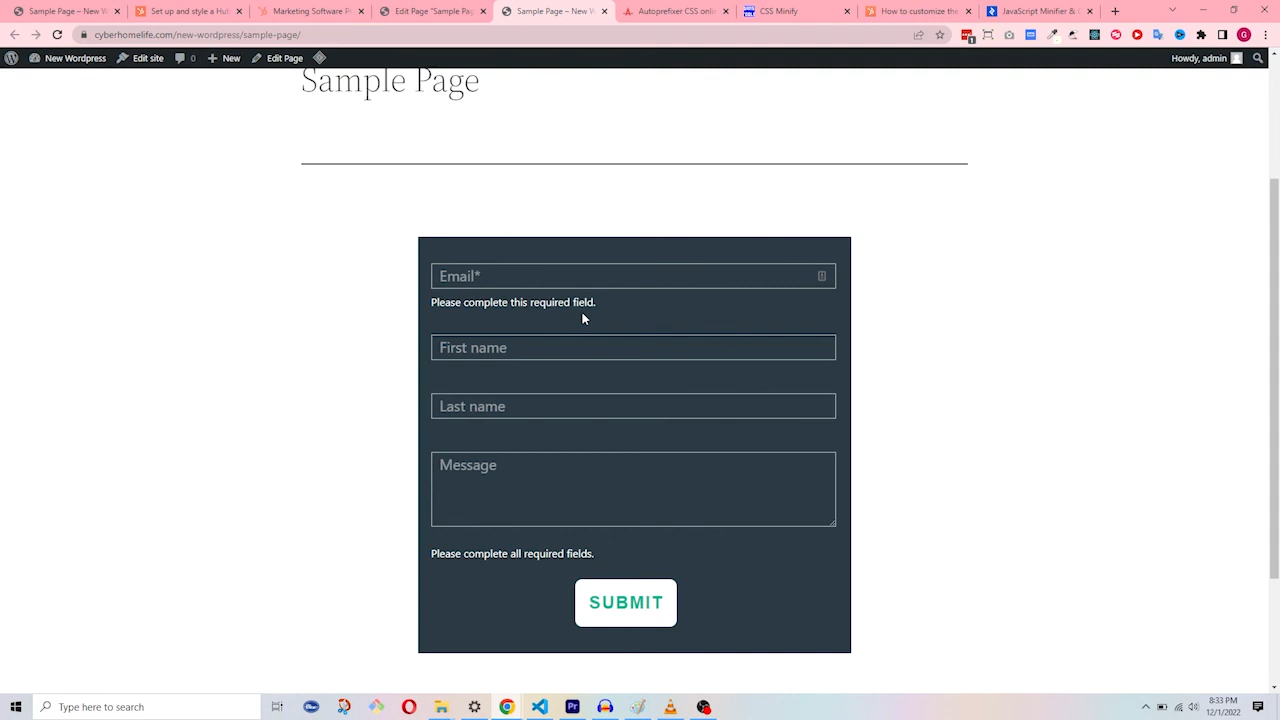 Sample Page – New W
Set up and style a Hub
Marketing Software P
Edit Page "Sample Pag
Sample Page – New W
Autoprefixer CSS onlin
CSS Minify
How to customize the
JavaScript Minifier & C
cyberhomelife.com/new-wordpress/sample-page/
G
New Wordpress
Edit site
0
New
Edit Page
Howdy, admin
Sample Page
Email*
Please complete this required field.
First name
Last name
Message
Please complete all required fields.
SUBMIT
Type here to search
8:33 PM
12/1/2022